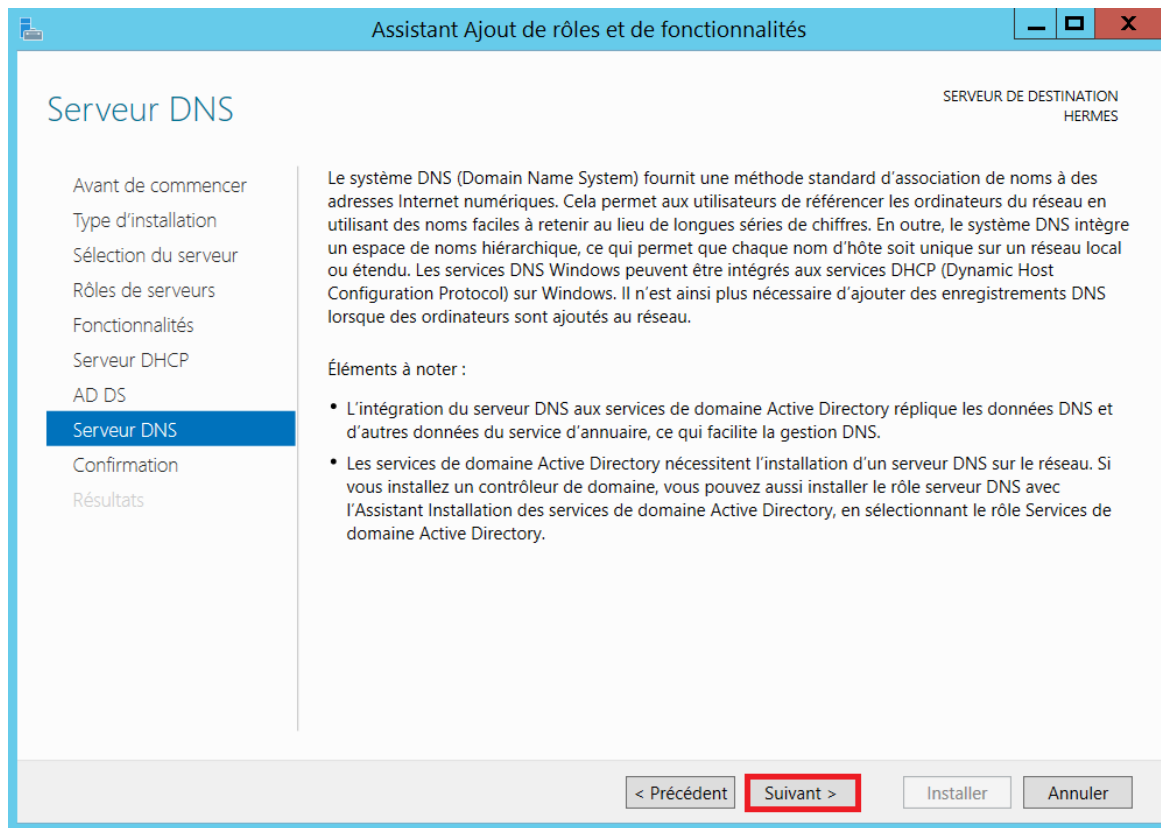 Assistant Ajout de rôles et de fonctionnalités
X
Serveur DNS
SERVEUR DE DESTINATION
HERMES
Avant de commencer
Type d'installation
Sélection du serveur
Rôles de serveurs
Fonctionnalités
Serveur DHCP
AD DS
Serveur DNS
Confirmation
Résultats
Le système DNS (Domain Name System) fournit une méthode standard d'association de noms à des
adresses Internet numériques. Cela permet aux utilisateurs de référencer les ordinateurs du réseau en
utilisant des noms faciles à retenir au lieu de longues séries de chiffres. En outre, le système DNS intègre
un espace de noms hiérarchique, ce qui permet que chaque nom d'hôte soit unique sur un réseau local
ou étendu. Les services DNS Windows peuvent être intégrés aux services DHCP (Dynamic Host
Configuration Protocol) sur Windows. Il n'est ainsi plus nécessaire d'ajouter des enregistrements DNS
lorsque des ordinateurs sont ajoutés au réseau.
Éléments à noter :
• L'intégration du serveur DNS aux services de domaine Active Directory réplique les données DNS et
d'autres données du service d'annuaire, ce qui facilite la gestion DNS.
• Les services de domaine Active Directory nécessitent l'installation d'un serveur DNS sur le réseau. Si
vous installez un contrôleur de domaine, vous pouvez aussi installer le rôle serveur DNS avec
l'Assistant Installation des services de domaine Active Directory, en sélectionnant le rôle Services de
domaine Active Directory.
< Précédent
Suivant >
Installer
Annuler